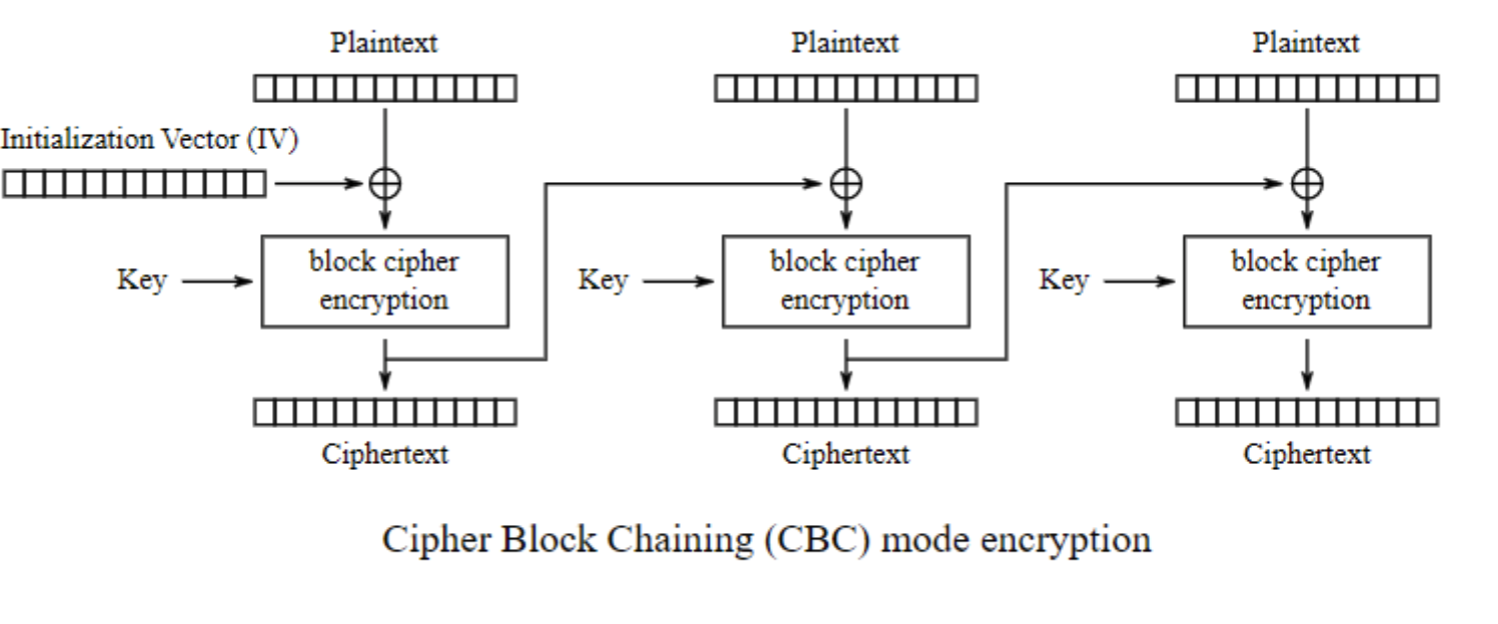 Plaintext
Plaintext
Plaintext
Initialization Vector (IV)
Key
block cipher
encryption
Key
block cipher
encryption
Key
block cipher
encryption
Ciphertext
Ciphertext
Ciphertext
Cipher Block Chaining (CBC) mode encryption